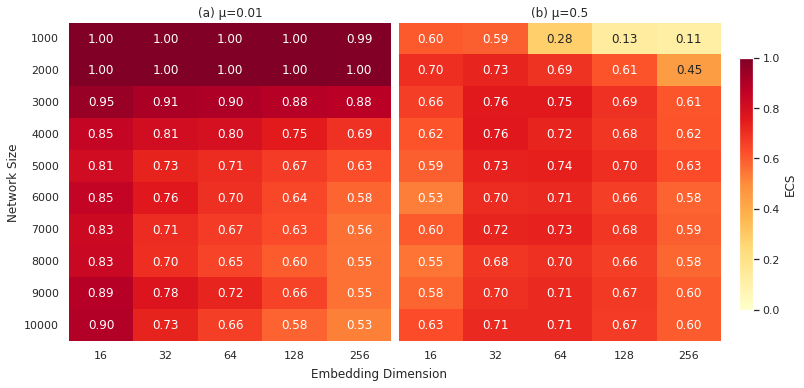 (a) μ=0.01
(b) μ=0.5
1000 1.00 1.00 1.00 1.00 0.99 0.60 0.59 0.28 0.13 0.11
2000 1.00 1.00 1.00 1.00 1.00 0.70 0.73 0.69 0.61 0.45
3000 0.95 0.91 0.90 0.88 0.88 0.66 0.76 0.75 0.69 0.61
4000 0.85 0.81 0.80 0.75 0.69 0.62 0.76 0.72 0.68 0.62
5000 0.81 0.73 0.71 0.67 0.63 0.59 0.73 0.74 0.70 0.63
6000 0.85 0.76 0.70 0.64 0.58 0.53 0.70 0.71 0.66 0.58
7000 0.83 0.71 0.67 0.63 0.56 0.60 0.72 0.73 0.68 0.59
8000 0.83 0.70 0.65 0.60 0.55 0.55 0.68 0.70 0.66 0.58
9000 0.89 0.78 0.72 0.66 0.55 0.58 0.70 0.71 0.67 0.60
10000 0.90 0.73 0.66 0.58 0.53 0.63 0.71 0.71 0.67 0.60
16 32 64 128 256 16 32 64 128 256
Embedding Dimension
Network Size
1.0
0.8
0.6
0.4
0.2
0.0
ECS